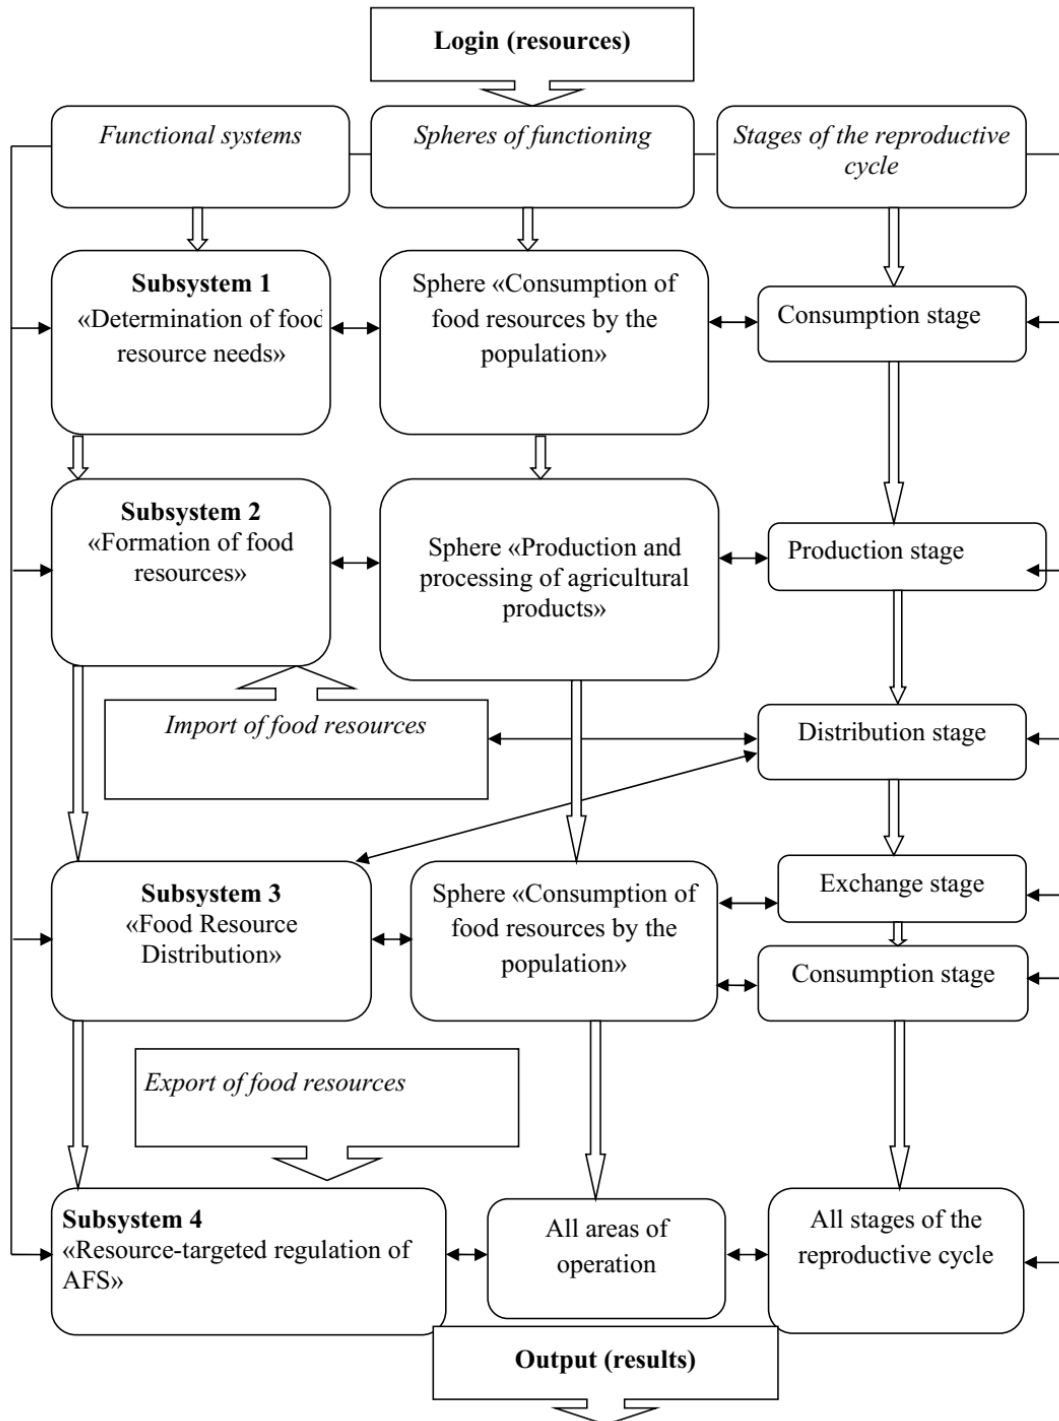 Login (resources)
Functional systems
Spheres of functioning
Stages of the reproductive
cycle
Subsystem 1
«Determination of food
resource needs»
Sphere «Consumption of
food resources by the
population»
Consumption stage
Subsystem 2
«Formation of food
resources»
Sphere «Production and
processing of agricultural
products»
Production stage
Import of food resources
Distribution stage
Subsystem 3
«Food Resource
Distribution»
Sphere «Consumption of
food resources by the
population»
Exchange stage
Consumption stage
Export of food resources
Subsystem 4
«Resource-targeted regulation of
AFS»
All areas of
operation
All stages of the
reproductive cycle
Output (results)